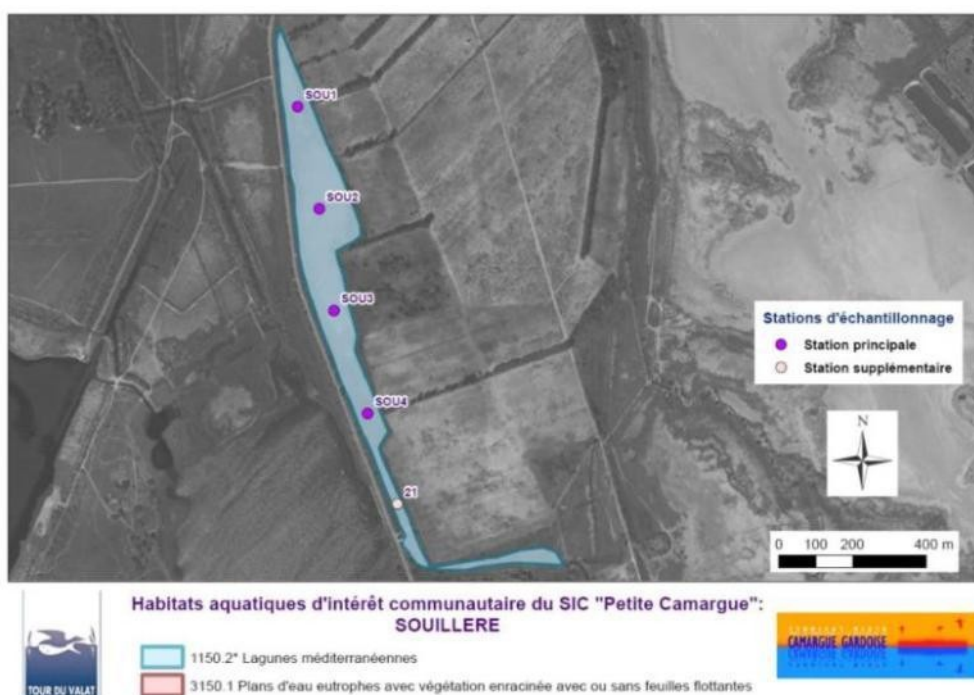 SOU1
SOU2
SOU3
SOU4
21
Stations d'échantillonnage
Station principale
Station supplémentaire
N
0 100 200 400 m
Habitats aquatiques d'intérêt communautaire du SIC "Petite Camargue":
SOUILLERE
1150.2* Lagunes méditerranéennes
3150.1 Plans d'eau eutrophes avec végétation enracinée avec ou sans feuilles flottantes
TOUR DU VALAT
CAMARGUE GARDOISE